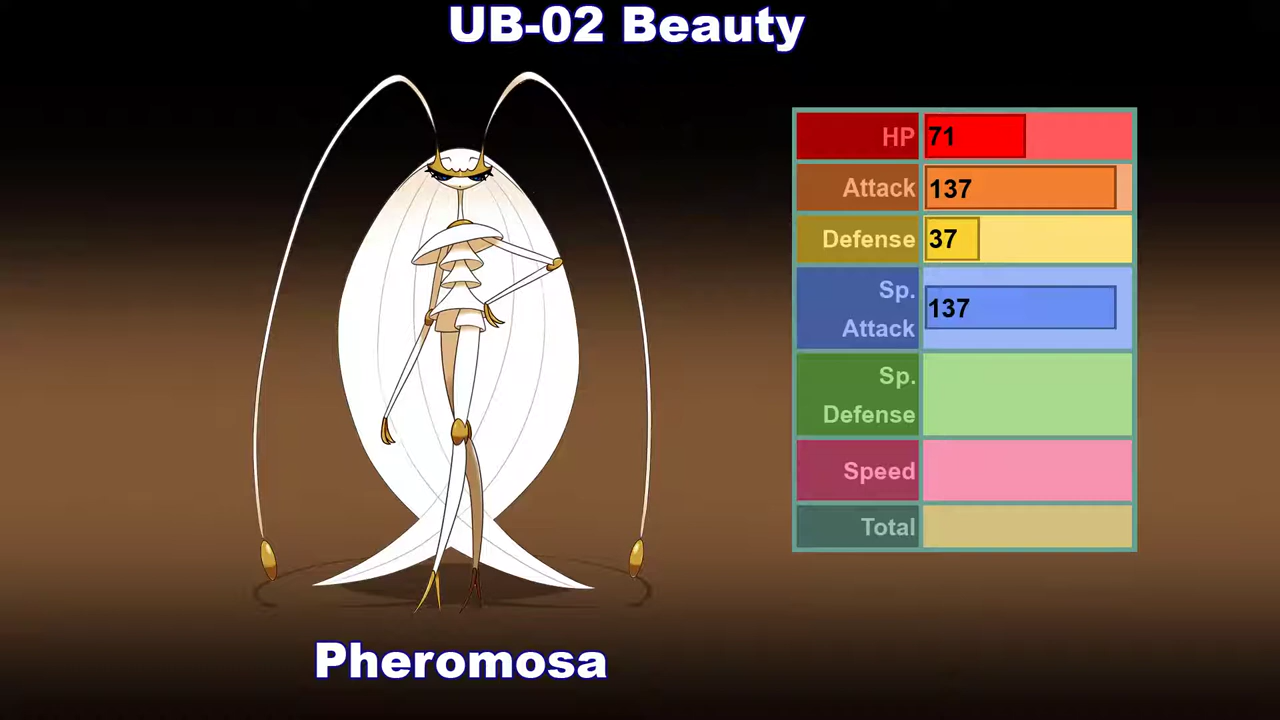 UB-02 Beauty
HP 71
Attack 137
Defense 37
Sp.
Attack 137
Sp.
Defense
Speed
Total
Pheromosa